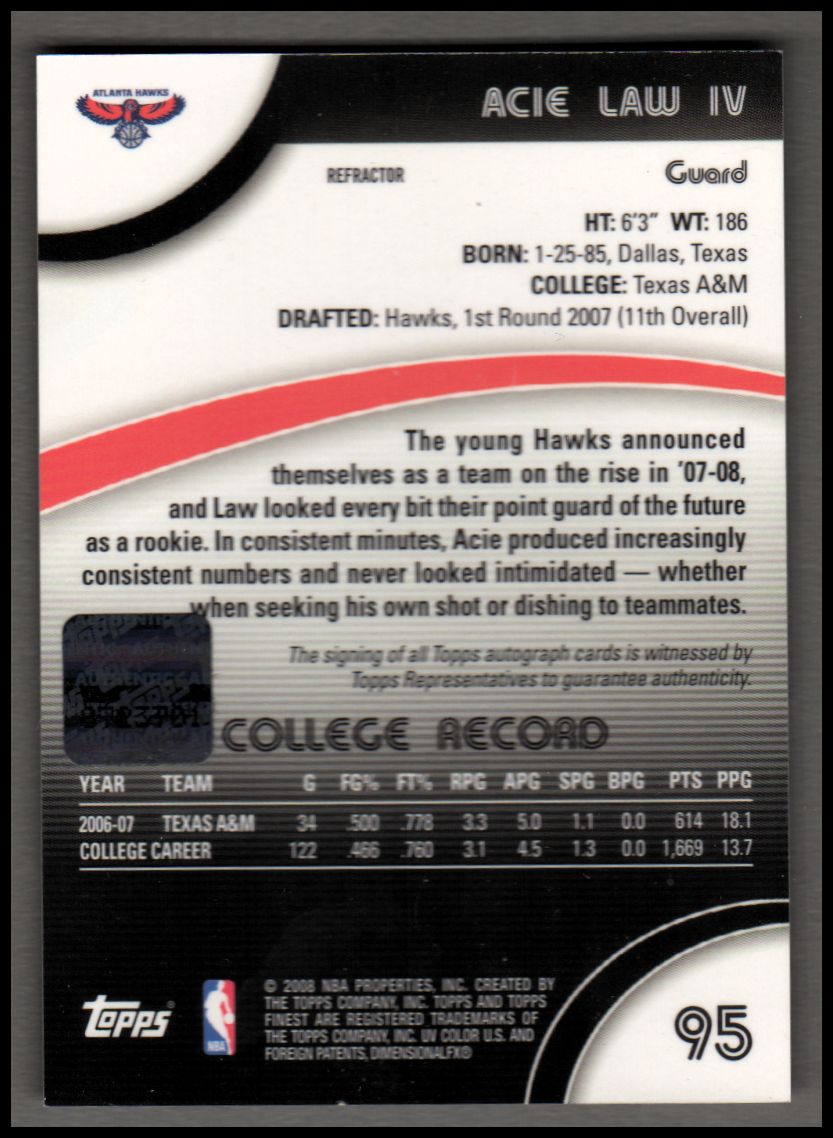 ATLANTA HAWKS
ACIE LAW IV
REFRACTOR
Guard
HT: 6'3" WT: 186
BORN: 1-25-85, Dallas, Texas
COLLEGE: Texas A&M
DRAFTED: Hawks, 1st Round 2007 (11th Overall)
The young Hawks announced
themselves as a team on the rise in '07-08,
and Law looked every bit their point guard of the future
as a rookie. In consistent minutes, Acie produced increasingly
consistent numbers and never looked intimidated — whether
when seeking his own shot or dishing to teammates.
The signing of all Topps autograph cards is witnessed by
Topps Representatives to guarantee authenticity.
COLLEGE RECORD
YEAR TEAM G FG% FT% RPG APG SPG BPG PTS PPG
2006-07 TEXAS A&M 34 .500 .778 3.3 5.0 1.1 0.0 614 18.1
COLLEGE CAREER 122 .466 .760 3.1 4.5 1.3 0.0 1,669 13.7
Topps
NBA
© 2008 NBA PROPERTIES, INC. CREATED BY
THE TOPPS COMPANY, INC. TOPPS AND TOPPS
FINEST ARE REGISTERED TRADEMARKS OF
THE TOPPS COMPANY, INC. UV COLOR U.S. AND
FOREIGN PATENTS, DIMENSIONALFX®
95